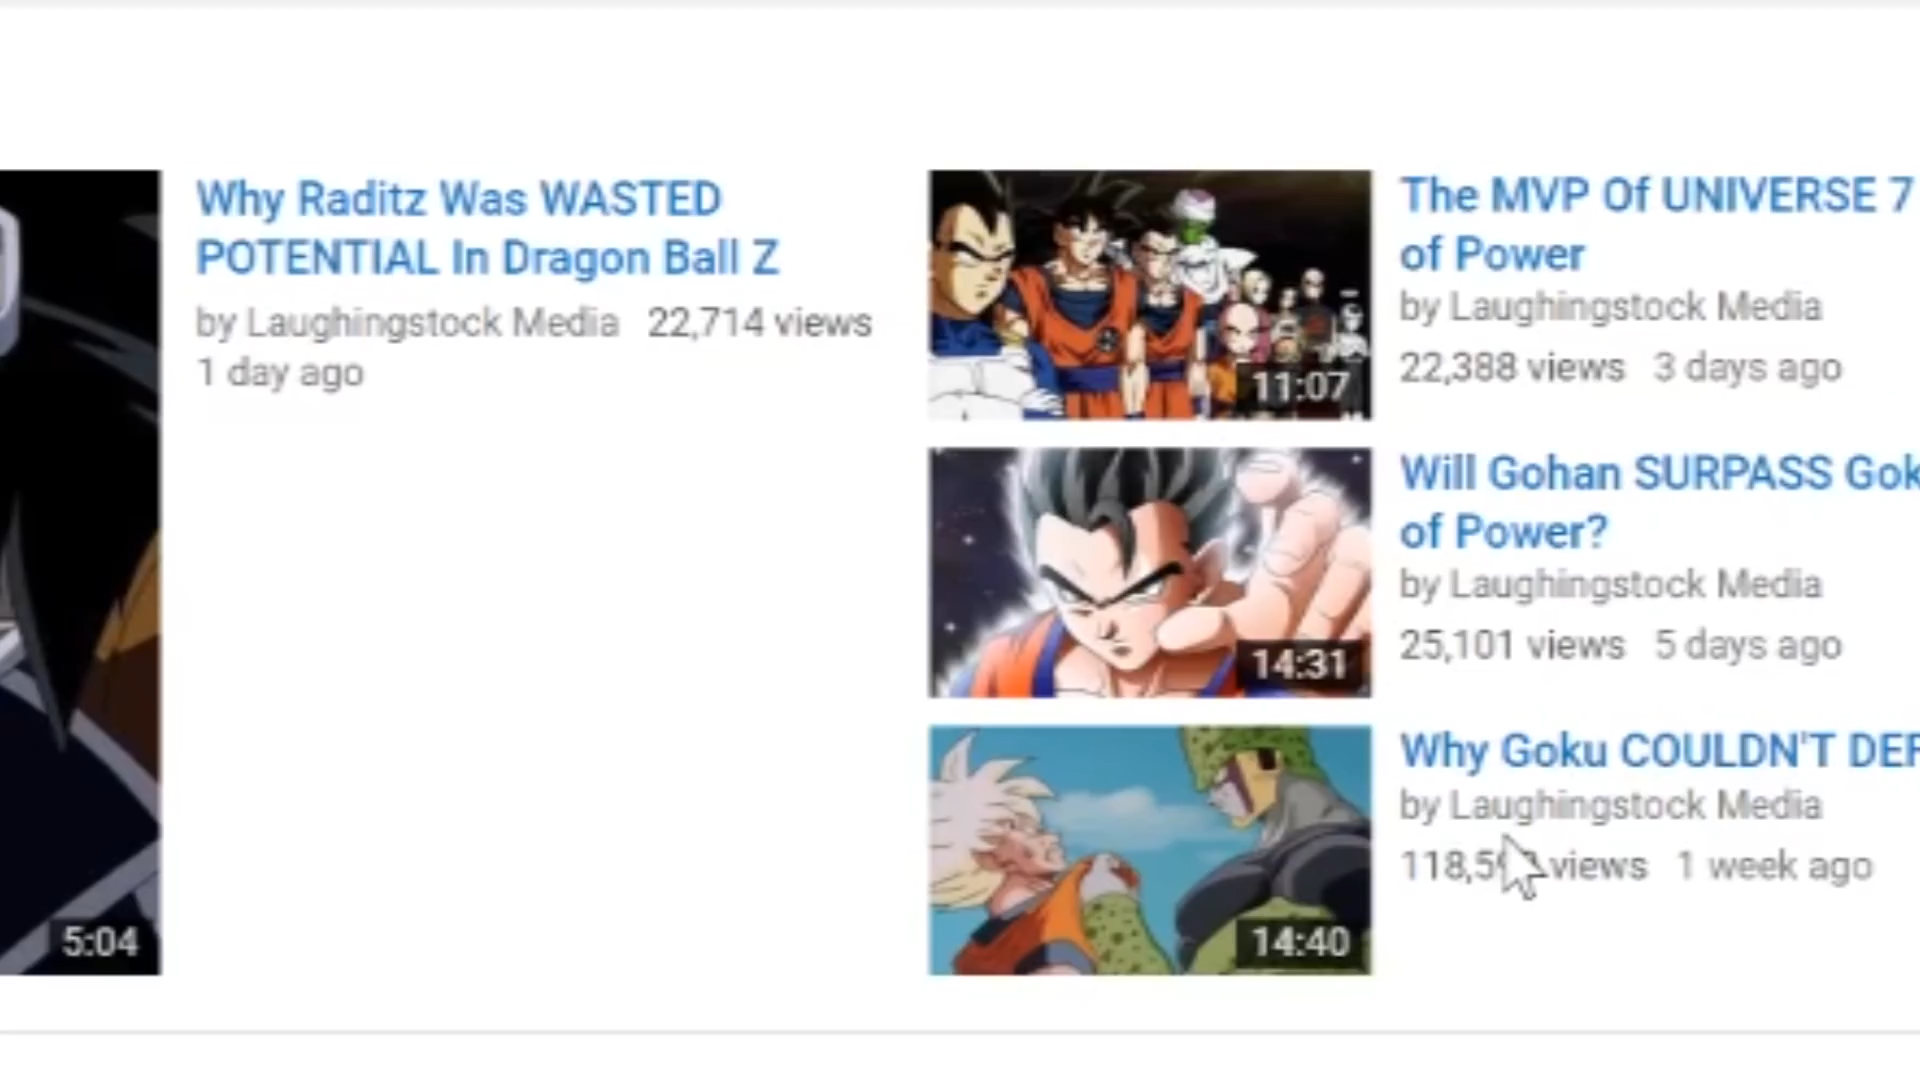 Why Raditz Was WASTED
POTENTIAL In Dragon Ball Z
by Laughingstock Media 22,714 views
1 day ago
5:04
The MVP Of UNIVERSE 7
of Power
by Laughingstock Media
22,388 views 3 days ago
11:07
Will Gohan SURPASS Gok
of Power?
by Laughingstock Media
25,101 views 5 days ago
14:31
Why Goku COULDN'T DEF
by Laughingstock Media
views 1 week ago
14:40